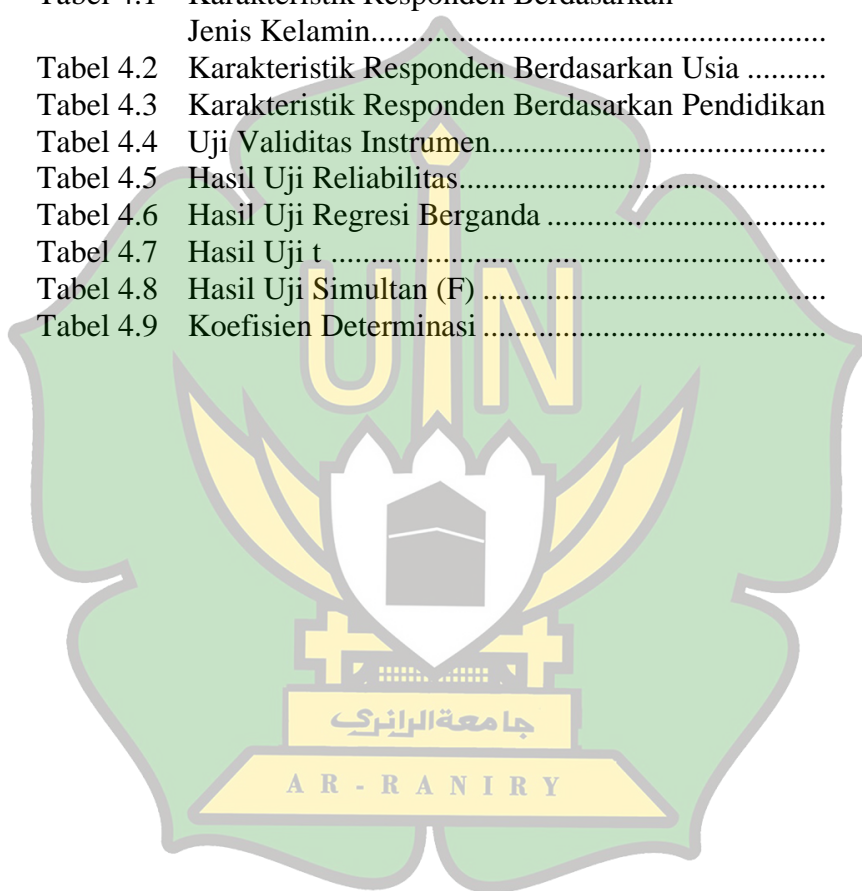 Tabel 4.1 Karakteristik Responden Berdasarkan
Jenis Kelamin.........................................................
Tabel 4.2 Karakteristik Responden Berdasarkan Usia ..........
Tabel 4.3 Karakteristik Responden Berdasarkan Pendidikan
Tabel 4.4 Uji Validitas Instrumen..........................................
Tabel 4.5 Hasil Uji Reliabilitas..............................................
Tabel 4.6 Hasil Uji Regresi Berganda ...................................
Tabel 4.7 Hasil Uji t ..............................................................
Tabel 4.8 Hasil Uji Simultan (F) ...........................................
Tabel 4.9 Koefisien Determinasi ...........................................
UIN
جامعة الرانري
AR-RANIRY